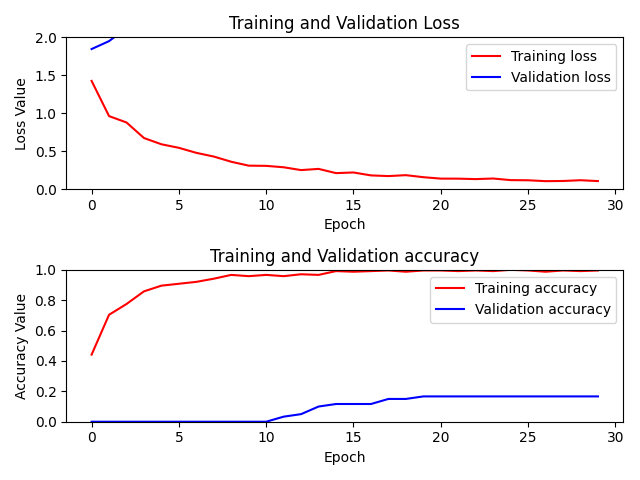 Training and Validation Loss
2.0
1.5
1.0
0.5
0.0
Loss Value
Training loss
Validation loss
0 5 10 15 20 25 30
Epoch
Training and Validation accuracy
1.0
0.8
0.6
0.4
0.2
0.0
Accuracy Value
Training accuracy
Validation accuracy
0 5 10 15 20 25 30
Epoch